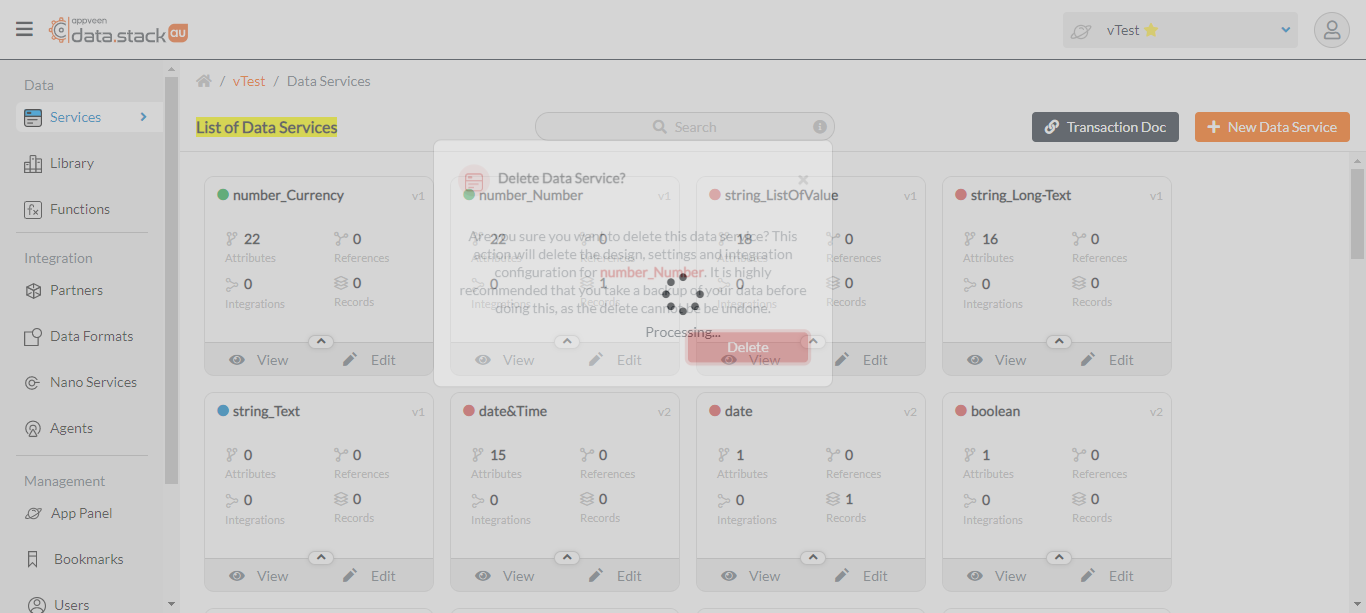 appveen
data.stack au
vTest
Data
Services
Library
Functions
Integration
Partners
Data Formats
Nano Services
Agents
Management
App Panel
Bookmarks
Users
/ vTest / Data Services
List of Data Services
Search
Transaction Doc
New Data Service
Delete Data Service?
Are you sure you want to delete this data service? This
action will delete the design, settings and integration
configuration for number_Number. It is highly
recommended that you take a backup of your data before
doing this, as the delete cannot be be undone.
Processing...
Delete
number_Currency v1
22 0
Attributes References
0 0
Integrations Records
View Edit
number_Number v1
22 0
Attributes References
0 1
Integrations Records
View Edit
string_ListOfValue v1
18 0
Attributes References
0 0
Integrations Records
View Edit
string_Long-Text v1
16 0
Attributes References
0 0
Integrations Records
View Edit
string_Text v1
0 0
Attributes References
0 0
Integrations Records
View Edit
date&Time v2
15 0
Attributes References
0 0
Integrations Records
View Edit
date v2
1 0
Attributes References
0 1
Integrations Records
View Edit
boolean v2
1 0
Attributes References
0 0
Integrations Records
View Edit